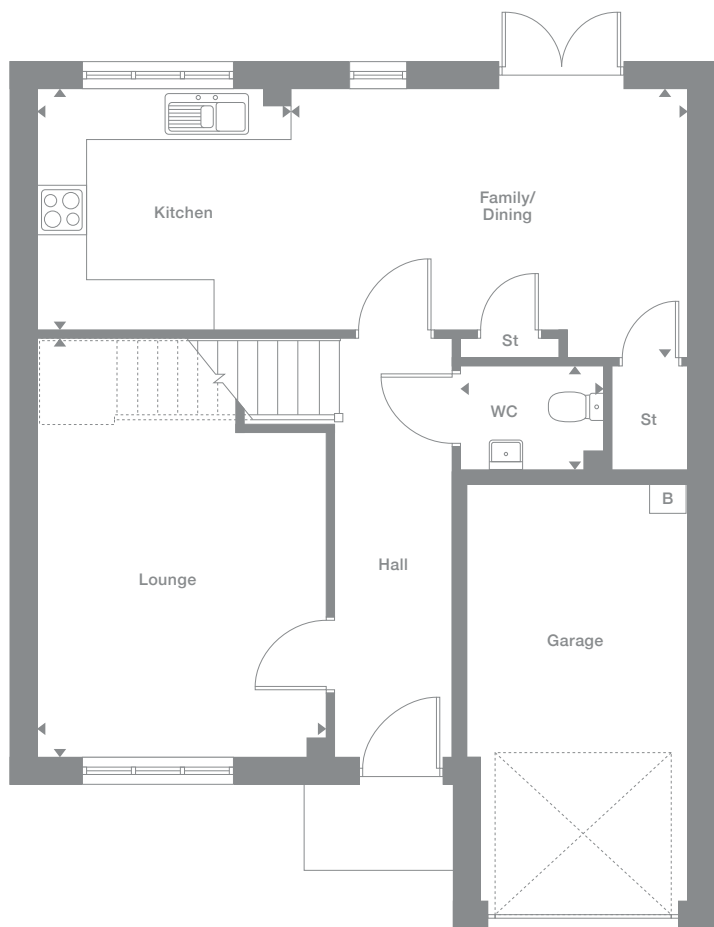 Kitchen
Family/
Dining
St
WC
St
B
Hall
Lounge
Garage